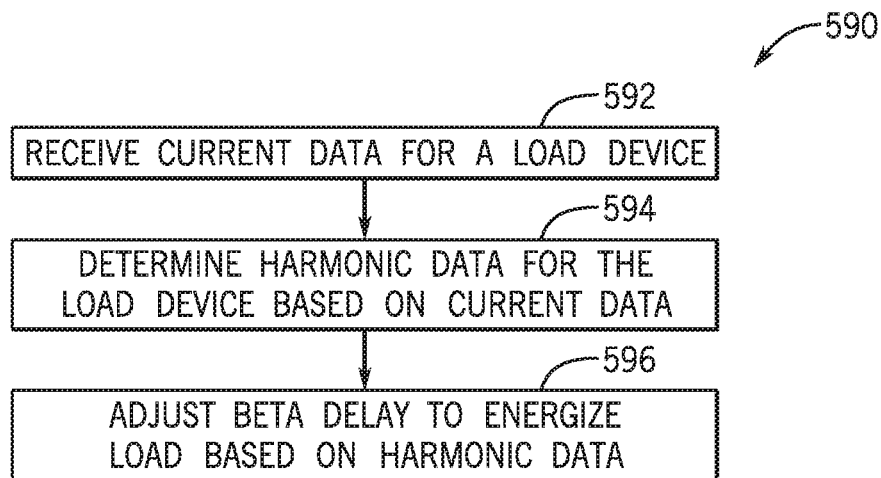 590
592
RECEIVE CURRENT DATA FOR A LOAD DEVICE
594
DETERMINE HARMONIC DATA FOR THE
LOAD DEVICE BASED ON CURRENT DATA
596
ADJUST BETA DELAY TO ENERGIZE
LOAD BASED ON HARMONIC DATA